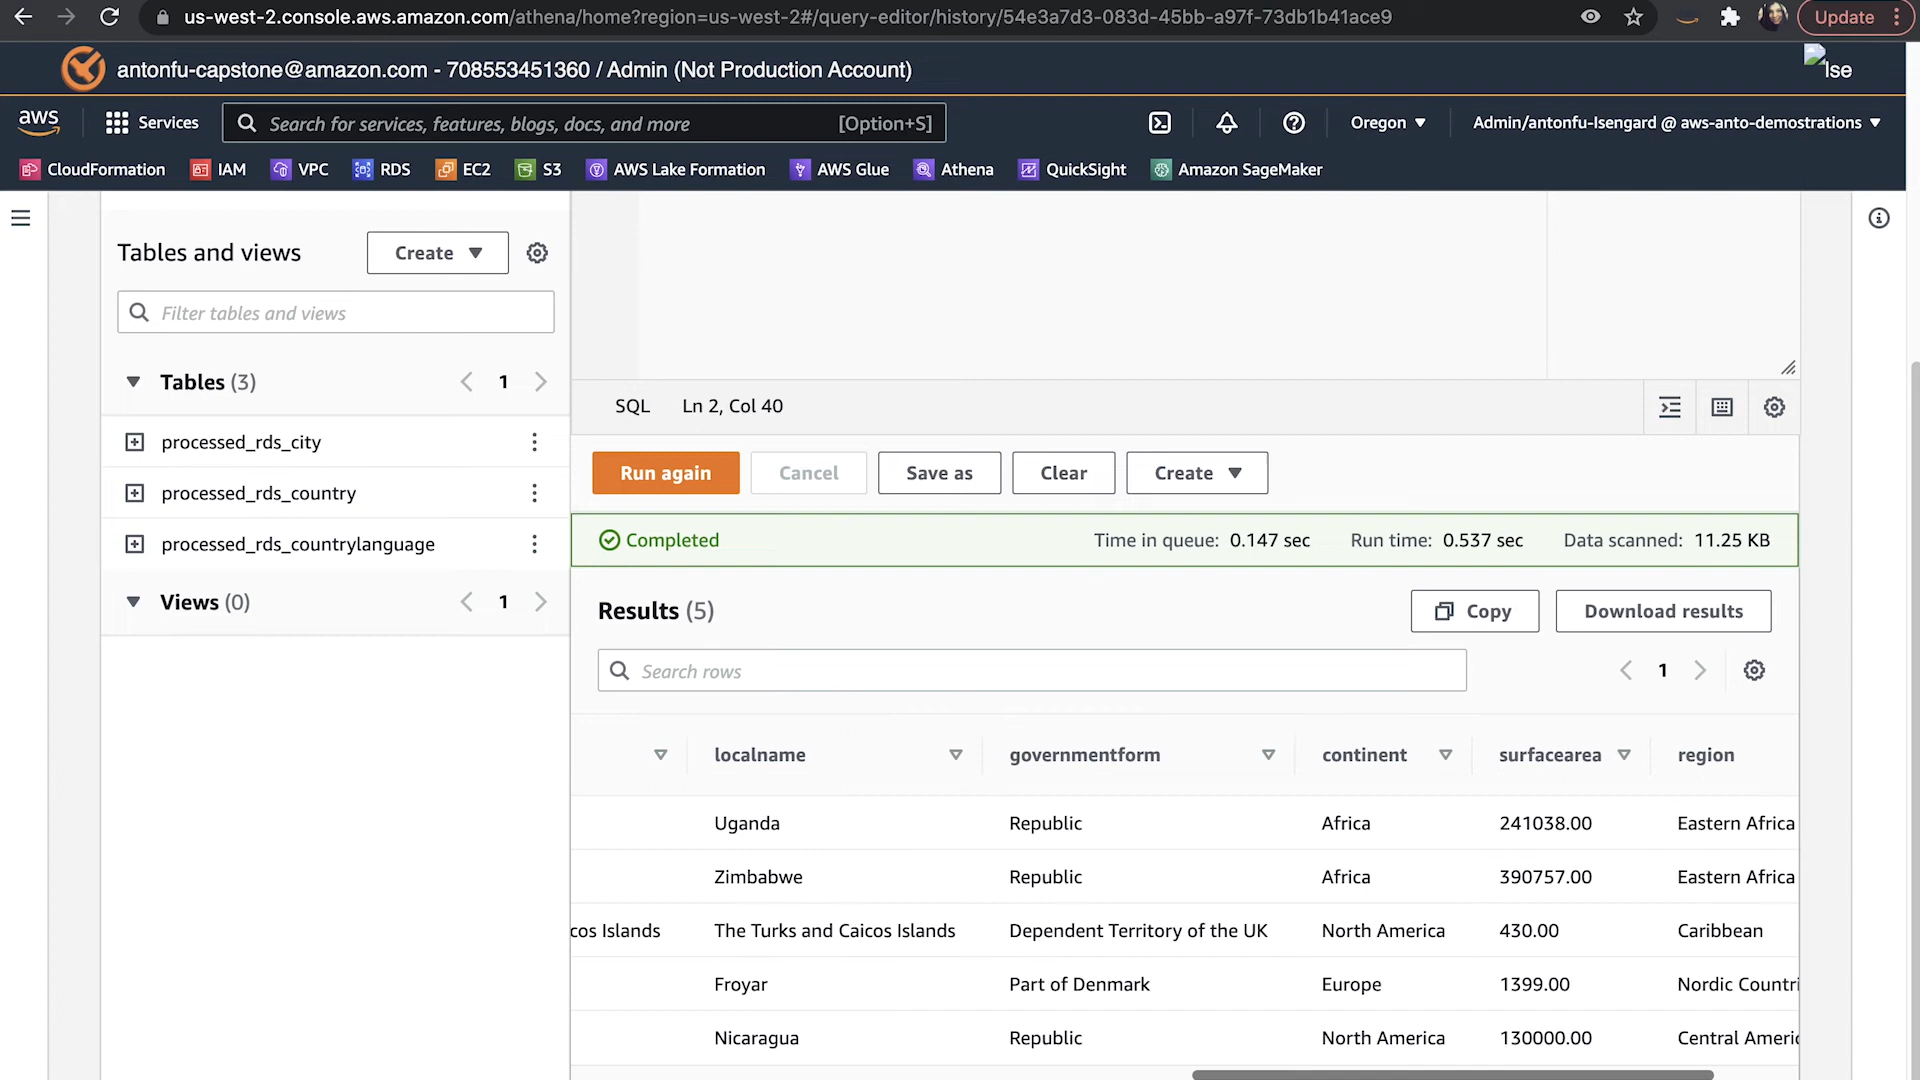 us-west-2.console.aws.amazon.com/athena/home?region=us-west-2#/query-editor/history/54e3a7d3-083d-45bb-a97f-73db1b41ace9
Update
antonfu-capstone@amazon.com - 708553451360 / Admin (Not Production Account)
Ise
aws
Services
Search for services, features, blogs, docs, and more
[Option+S]
Oregon
Admin/antonfu-Isengard @ aws-anto-demostrations
CloudFormation
IAM
VPC
RDS
EC2
S3
AWS Lake Formation
AWS Glue
Athena
QuickSight
Amazon SageMaker
Tables and views
Create
Filter tables and views
Tables (3)
1
processed_rds_city
processed_rds_country
processed_rds_countrylanguage
Views (0)
1
SQL
Ln 2, Col 40
Run again
Cancel
Save as
Clear
Create
Completed
Time in queue: 0.147 sec
Run time: 0.537 sec
Data scanned: 11.25 KB
Results (5)
Copy
Download results
Search rows
1
localname governmentform continent surfacearea region
Uganda Republic Africa 241038.00 Eastern Africa
Zimbabwe Republic Africa 390757.00 Eastern Africa
cos Islands The Turks and Caicos Islands Dependent Territory of the UK North America 430.00 Caribbean
Froyar Part of Denmark Europe 1399.00 Nordic Countri
Nicaragua Republic North America 130000.00 Central Americ